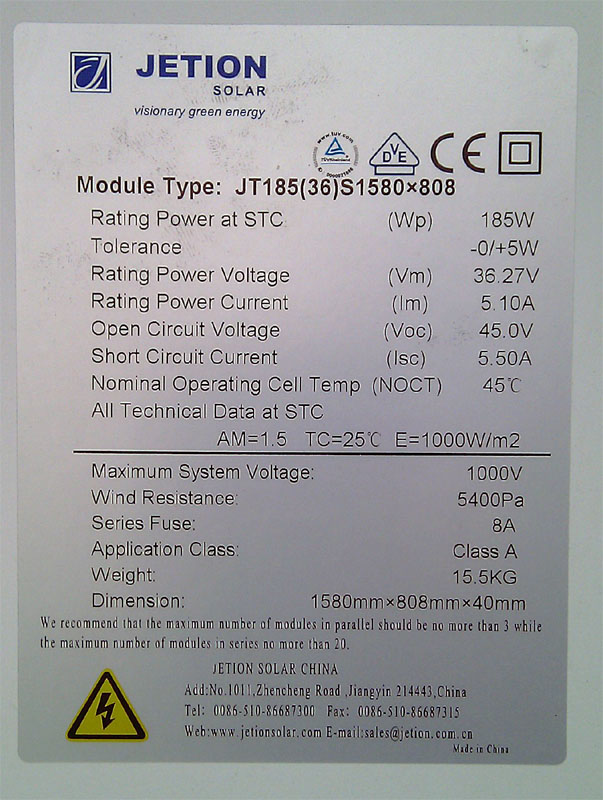 JETION
SOLAR
visionary green energy
www.tuv.com
TÜVRheinland
DVE
CE
Module Type: JT185(36)S1580×808
Rating Power at STC (Wp) 185W
Tolerance -0/+5W
Rating Power Voltage (Vm) 36.27V
Rating Power Current (Im) 5.10A
Open Circuit Voltage (Voc) 45.0V
Short Circuit Current (Isc) 5.50A
Nominal Operating Cell Temp (NOCT) 45℃
All Technical Data at STC
AM=1.5 TC=25℃ E=1000W/m2
Maximum System Voltage: 1000V
Wind Resistance: 5400Pa
Series Fuse: 8A
Application Class: Class A
Weight: 15.5KG
Dimension: 1580mm×808mm×40mm
We recommend that the maximum number of modules in parallel should be no more than 3 while
the maximum number of modules in series no more than 20.
JETION SOLAR CHINA
Add:No.1011,Zhencheng Road ,Jiangyin 214443,China
Tel: 0086-510-86687300 Fax: 0086-510-86687315
Web:www.jetionsolar.com E-mail:sales@jetion.com.cn
Made in China